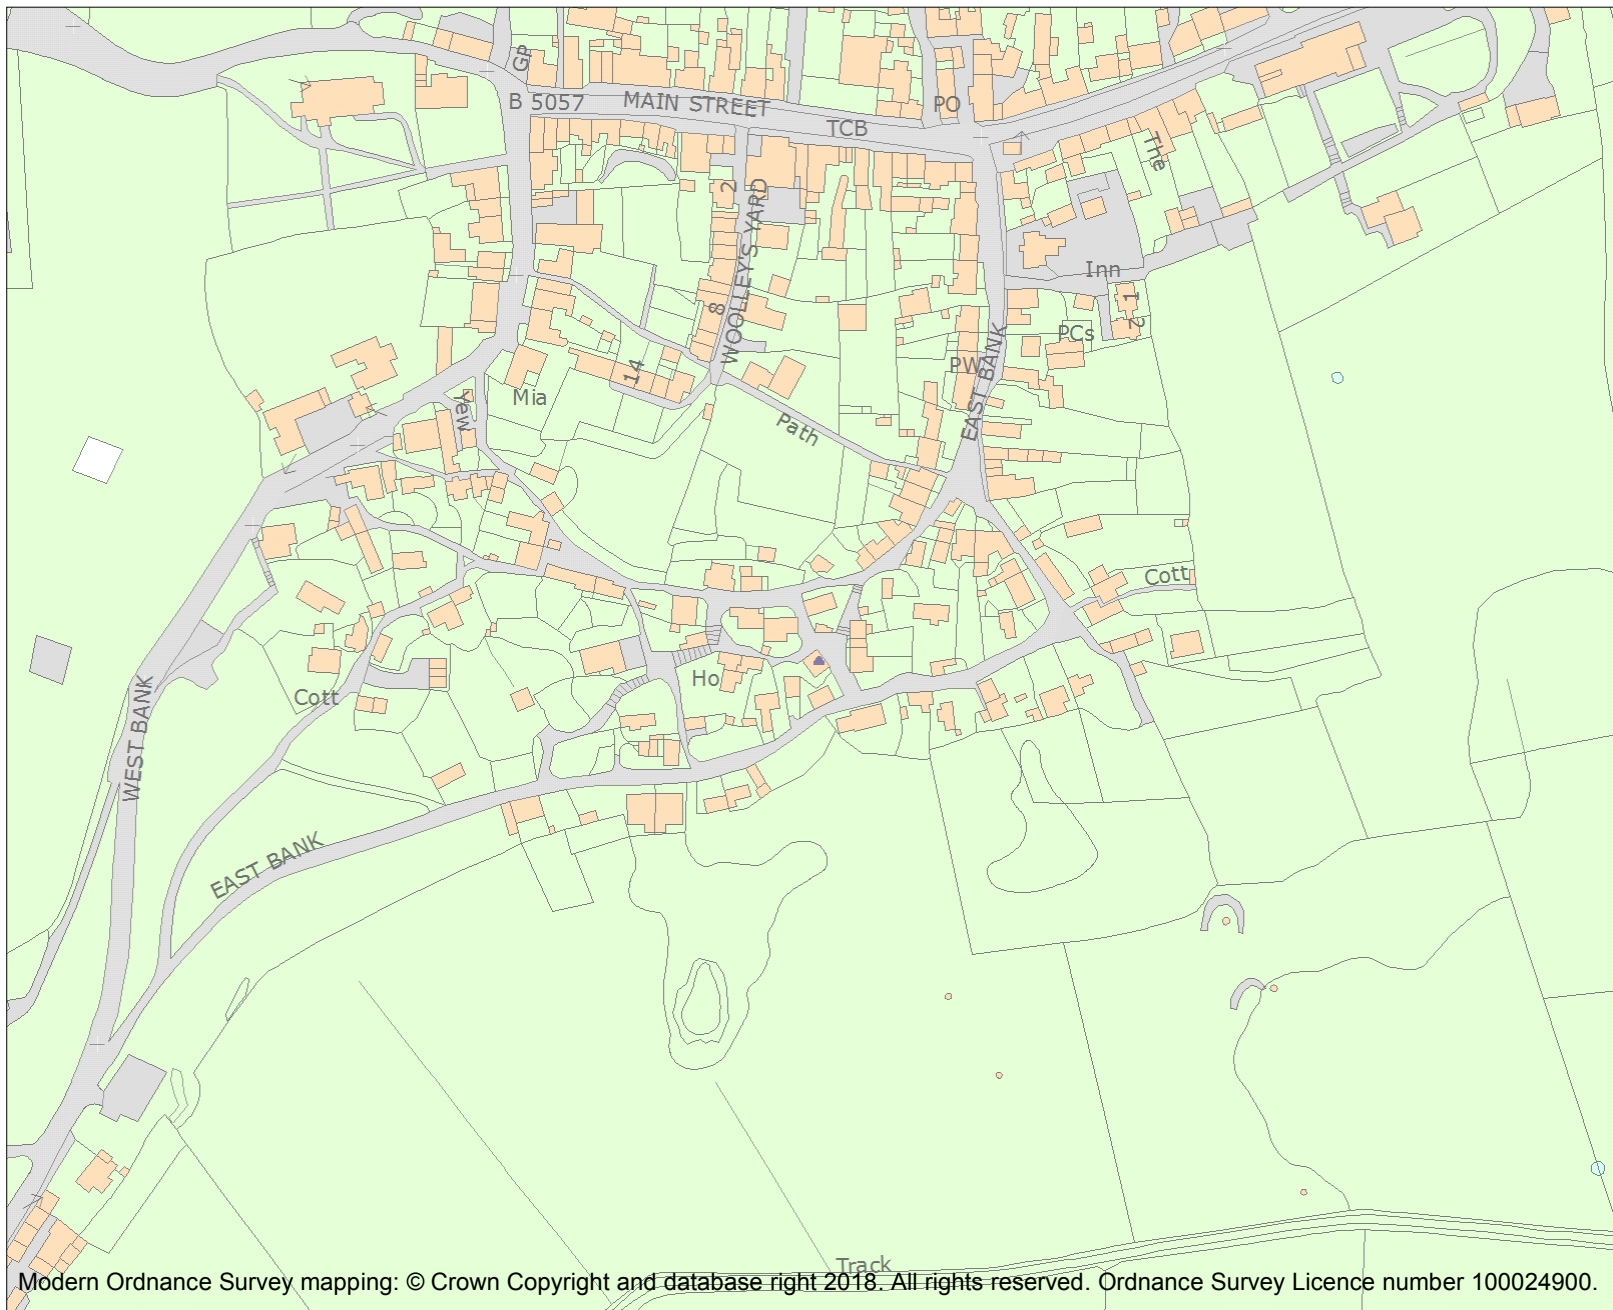 GP
B 5057
MAIN STREET
PO
TCB
The
2
WOOLLEY'S YARD
Inn
1
2
8
PCs
PW
EAST BANK
14
Mia
Yew
Path
Cott
Ho
Cott
WEST BANK
EAST BANK
Track
Modern Ordnance Survey mapping: © Crown Copyright and database right 2018. All rights reserved. Ordnance Survey Licence number 100024900.